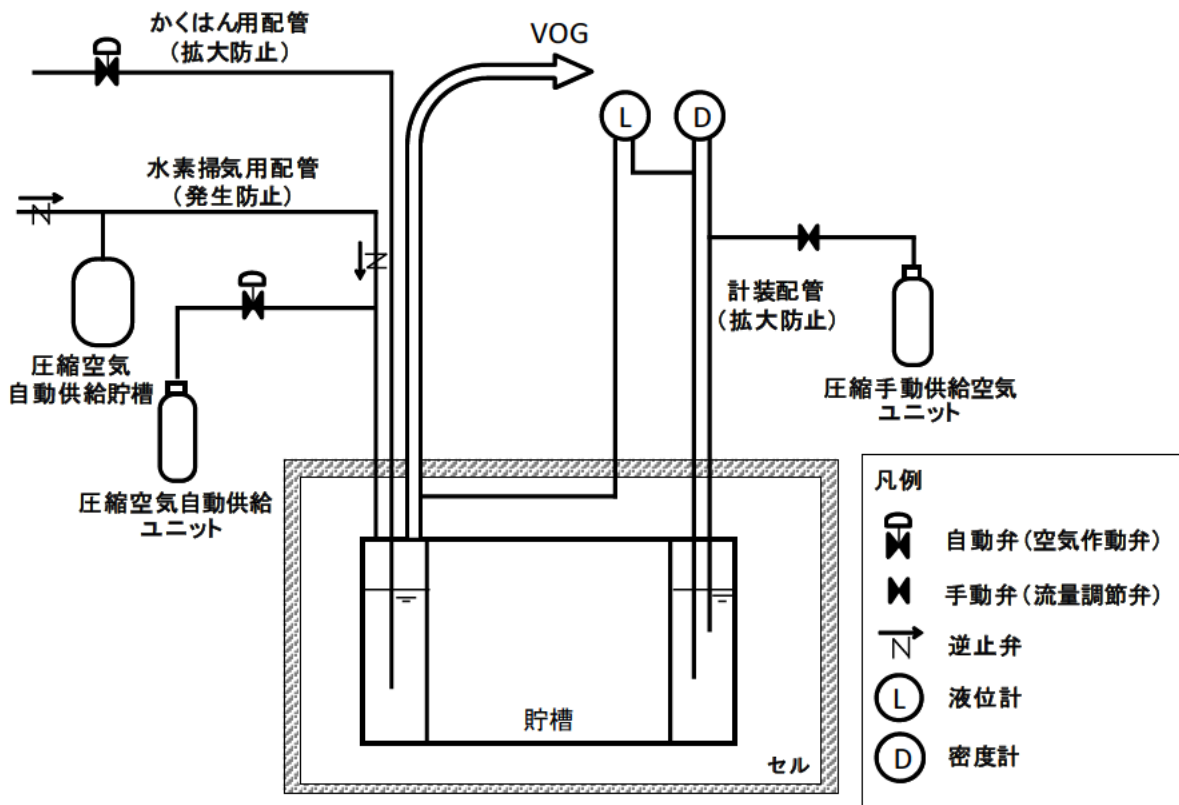 かくはん用配管
(拡大防止)
VOG
L
D
水素掃気用配管
(発生防止)
N
N
計装配管
(拡大防止)
圧縮空気
自動供給貯槽
圧縮手動供給空気
ユニット
圧縮空気自動供給
ユニット
貯槽
セル
凡例
自動弁(空気作動弁)
手動弁(流量調節弁)
N
逆止弁
L
液位計
D
密度計